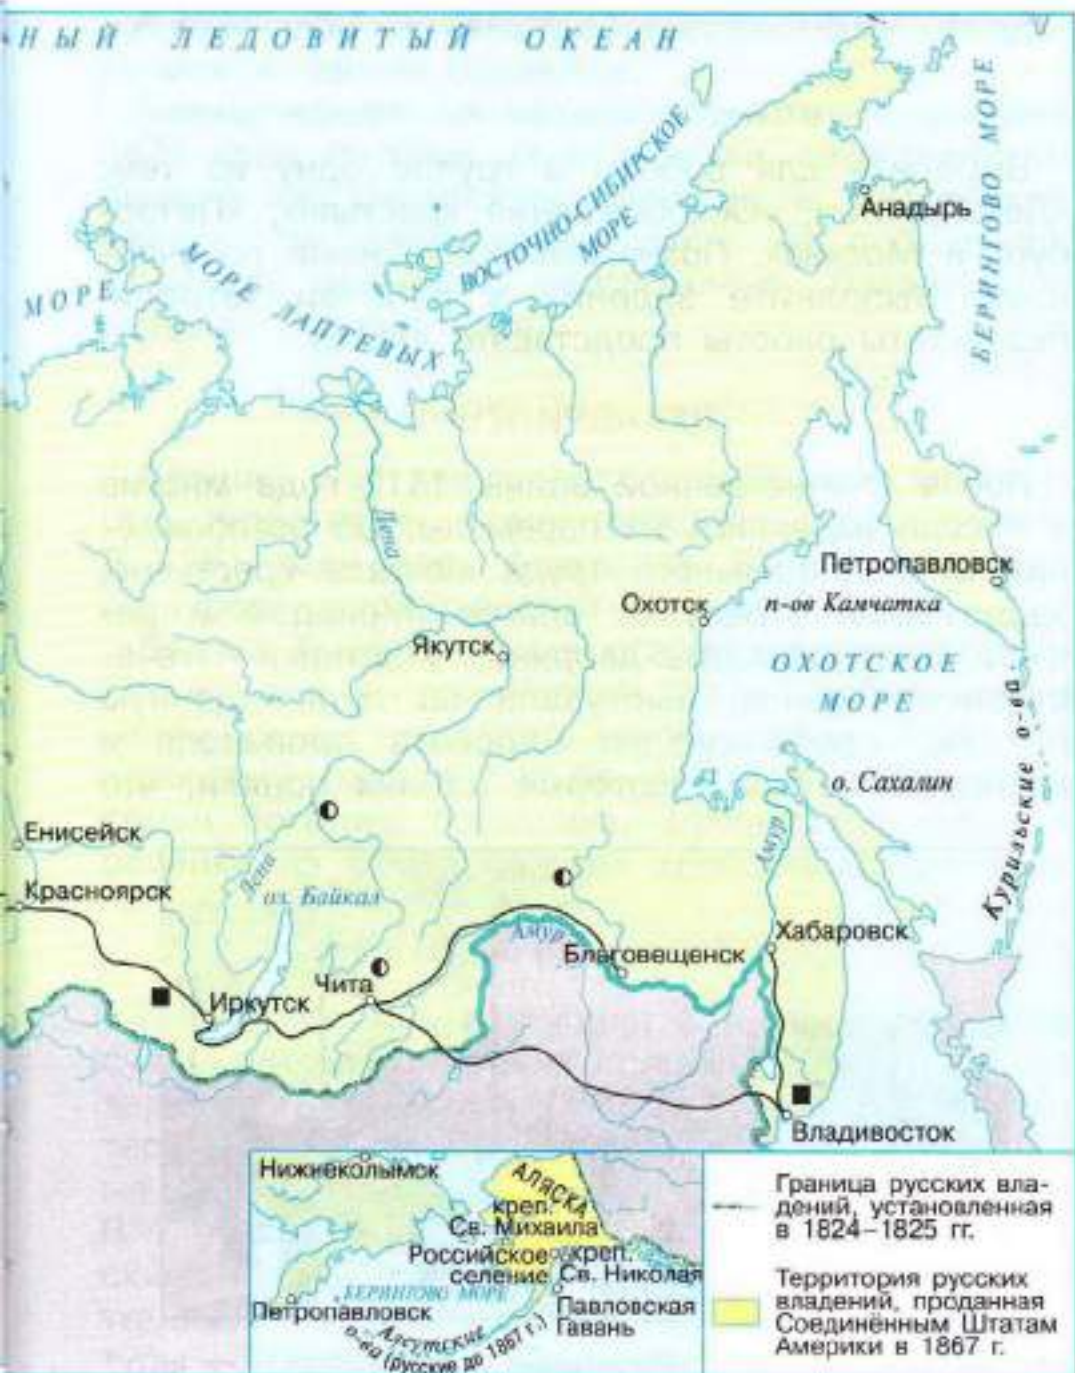 НЫЙ ЛЕДОВИТЫЙ ОКЕАН
БЕРИНГОВО МОРЕ
ВОСТОЧНО-СИБИРСКОЕ
МОРЕ
Анадырь
МОРЕ
МОРЕ ЛАПТЕВЫХ
Лена
Петропавловск
п-ов Камчатка
Охотск
Якутск
ОХОТСКОЕ
МОРЕ
Курильские о-ва
о. Сахалин
Енисейск
Амур
Лена
Красноярск
оз. Байкал
Хабаровск
Амур
Благовещенск
Чита
Иркутск
Владивосток
Нижнеколымск
АЛЯСКА
креп.
Св. Михаила
Российское
селение
креп.
Св. Николая
БЕРИНГОВО МОРЕ
Петропавловск
Павловская
Гавань
Алеутские
о-ва (русские до 1867 г.)
Граница русских вла-
дений, установленная
в 1824–1825 гг.
Территория русских
владений, проданная
Соединённым Штатам
Америки в 1867 г.